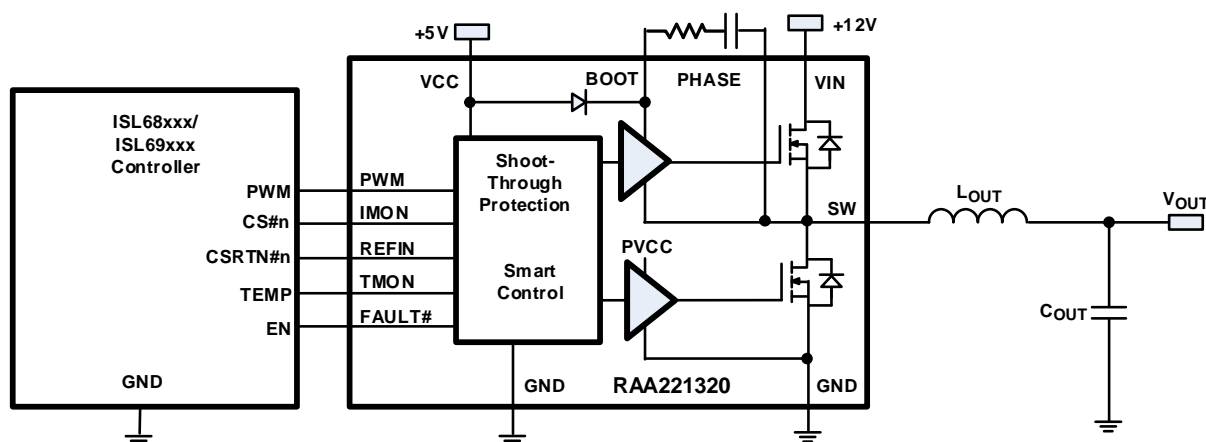 +5V
+12V
VCC
BOOT
PHASE
VIN
ISL68xxx/
ISL69xxx
Controller
Shoot-
Through
Protection
Smart
Control
PWM
CS#n
CSRTN#n
TEMP
EN
GND
PWM
IMON
REFIN
TMON
FAULT#
PVCC
SW
LOUT
VOUT
COUT
GND
RAA221320
GND